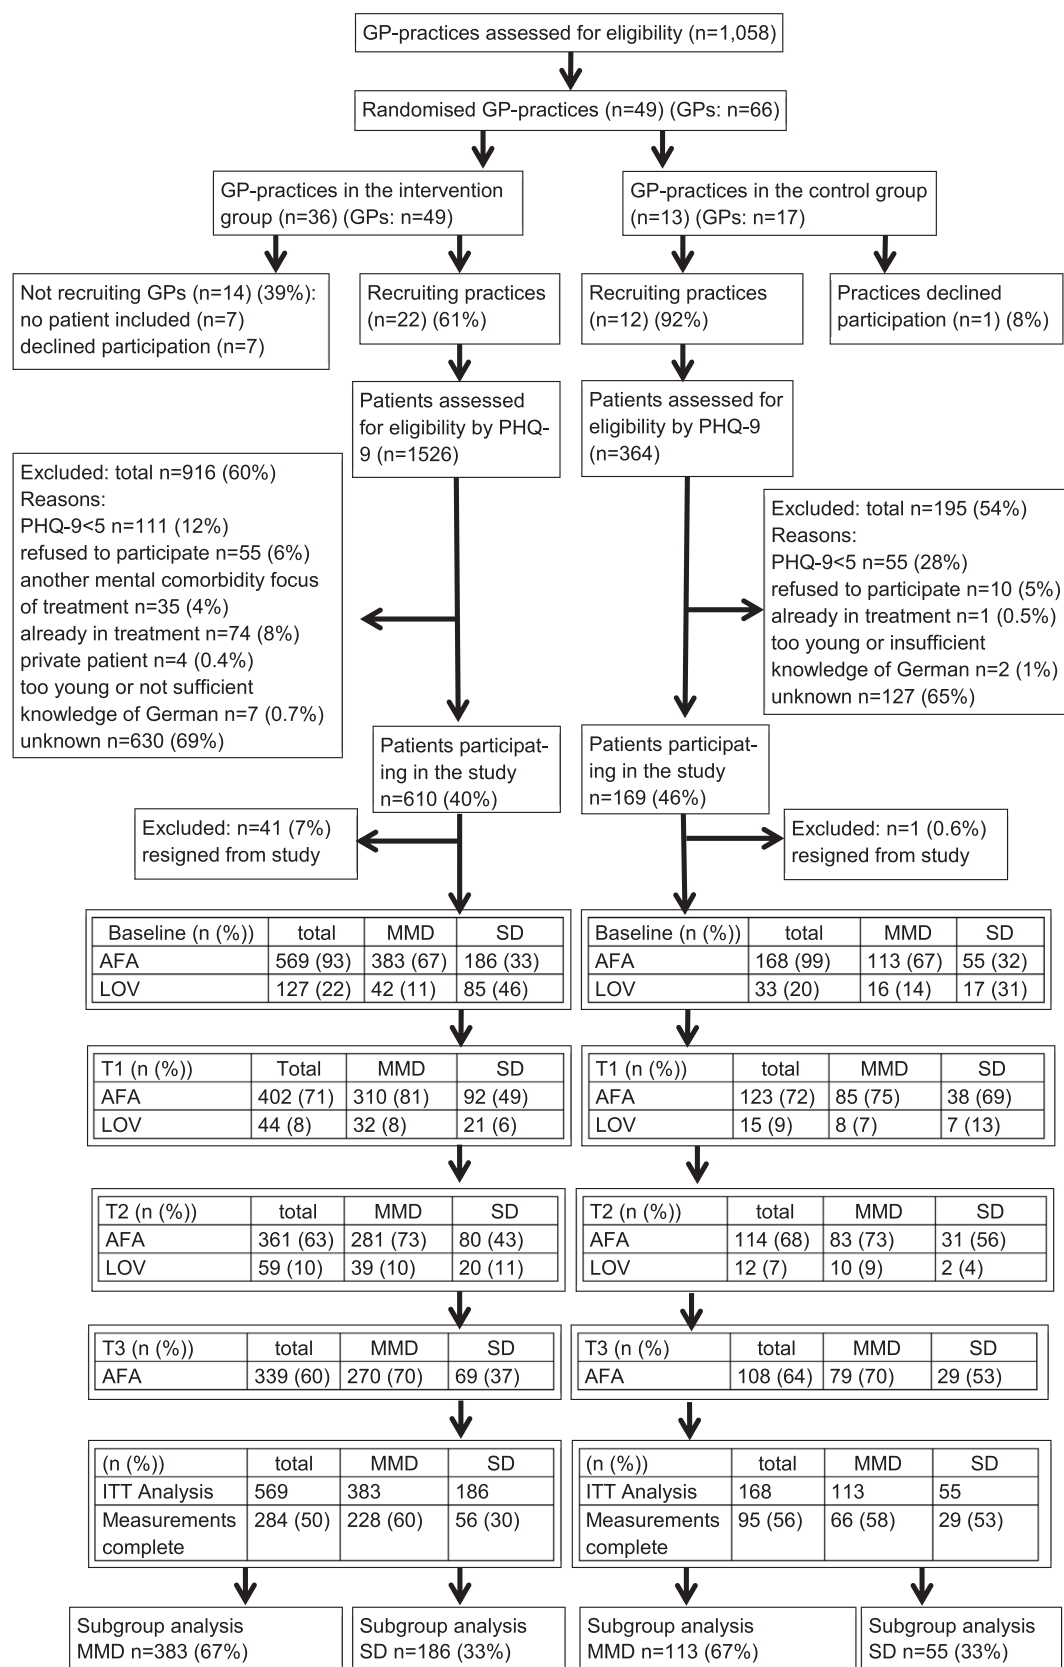 GP-practices assessed for eligibility (n=1,058)
Randomised GP-practices (n=49) (GPs: n=66)
GP-practices in the intervention
group (n=36) (GPs: n=49)
GP-practices in the control group
(n=13) (GPs: n=17)
Not recruiting GPs (n=14) (39%):
no patient included (n=7)
declined participation (n=7)
Recruiting practices
(n=22) (61%)
Recruiting practices
(n=12) (92%)
Practices declined
participation (n=1) (8%)
Patients assessed
for eligibility by PHQ-
9 (n=1526)
Patients assessed for
eligibility by PHQ-9
(n=364)
Excluded: total n=916 (60%)
Reasons:
PHQ-9<5 n=111 (12%)
refused to participate n=55 (6%)
another mental comorbidity focus
of treatment n=35 (4%)
already in treatment n=74 (8%)
private patient n=4 (0.4%)
too young or not sufficient
knowledge of German n=7 (0.7%)
unknown n=630 (69%)
Excluded: total n=195 (54%)
Reasons:
PHQ-9<5 n=55 (28%)
refused to participate n=10 (5%)
already in treatment n=1 (0.5%)
too young or insufficient
knowledge of German n=2 (1%)
unknown n=127 (65%)
Patients participat-
ing in the study
n=610 (40%)
Patients participat-
ing in the study
n=169 (46%)
Excluded: n=41 (7%)
resigned from study
Excluded: n=1 (0.6%)
resigned from study
Baseline (n (%)) total MMD SD
AFA 569 (93) 383 (67) 186 (33)
LOV 127 (22) 42 (11) 85 (46)
Baseline (n (%)) total MMD SD
AFA 168 (99) 113 (67) 55 (32)
LOV 33 (20) 16 (14) 17 (31)
T1 (n (%)) Total MMD SD
AFA 402 (71) 310 (81) 92 (49)
LOV 44 (8) 32 (8) 21 (6)
T1 (n (%)) total MMD SD
AFA 123 (72) 85 (75) 38 (69)
LOV 15 (9) 8 (7) 7 (13)
T2 (n (%)) total MMD SD
AFA 361 (63) 281 (73) 80 (43)
LOV 59 (10) 39 (10) 20 (11)
T2 (n (%)) total MMD SD
AFA 114 (68) 83 (73) 31 (56)
LOV 12 (7) 10 (9) 2 (4)
T3 (n (%)) total MMD SD
AFA 339 (60) 270 (70) 69 (37)
T3 (n (%) total MMD SD
AFA 108 (64) 79 (70) 29 (53)
(n (%)) total MMD SD
ITT Analysis 569 383 186
Measurements 284 (50) 228 (60) 56 (30)
complete
(n (%)) total MMD SD
ITT Analysis 168 113 55
Measurements 95 (56) 66 (58) 29 (53)
complete
Subgroup analysis
MMD n=383 (67%)
Subgroup analysis
SD n=186 (33%)
Subgroup analysis
MMD n=113 (67%)
Subgroup analysis
SD n=55 (33%)